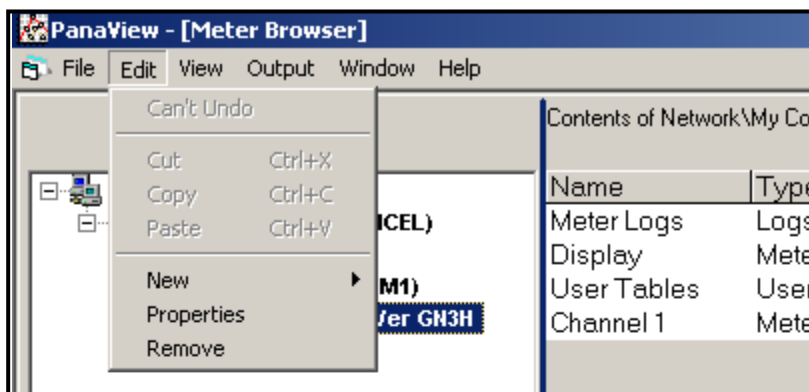 PanaView - [Meter Browser]
File Edit View Output Window Help
Can't Undo
Cut Ctrl+X
Copy Ctrl+C
Paste Ctrl+V
New
Properties
Remove
ICEL)
M1)
Ver GN3H
Contents of Network\My Co
Name Type
Meter Logs Logs
Display Mete
User Tables User
Channel 1 Mete